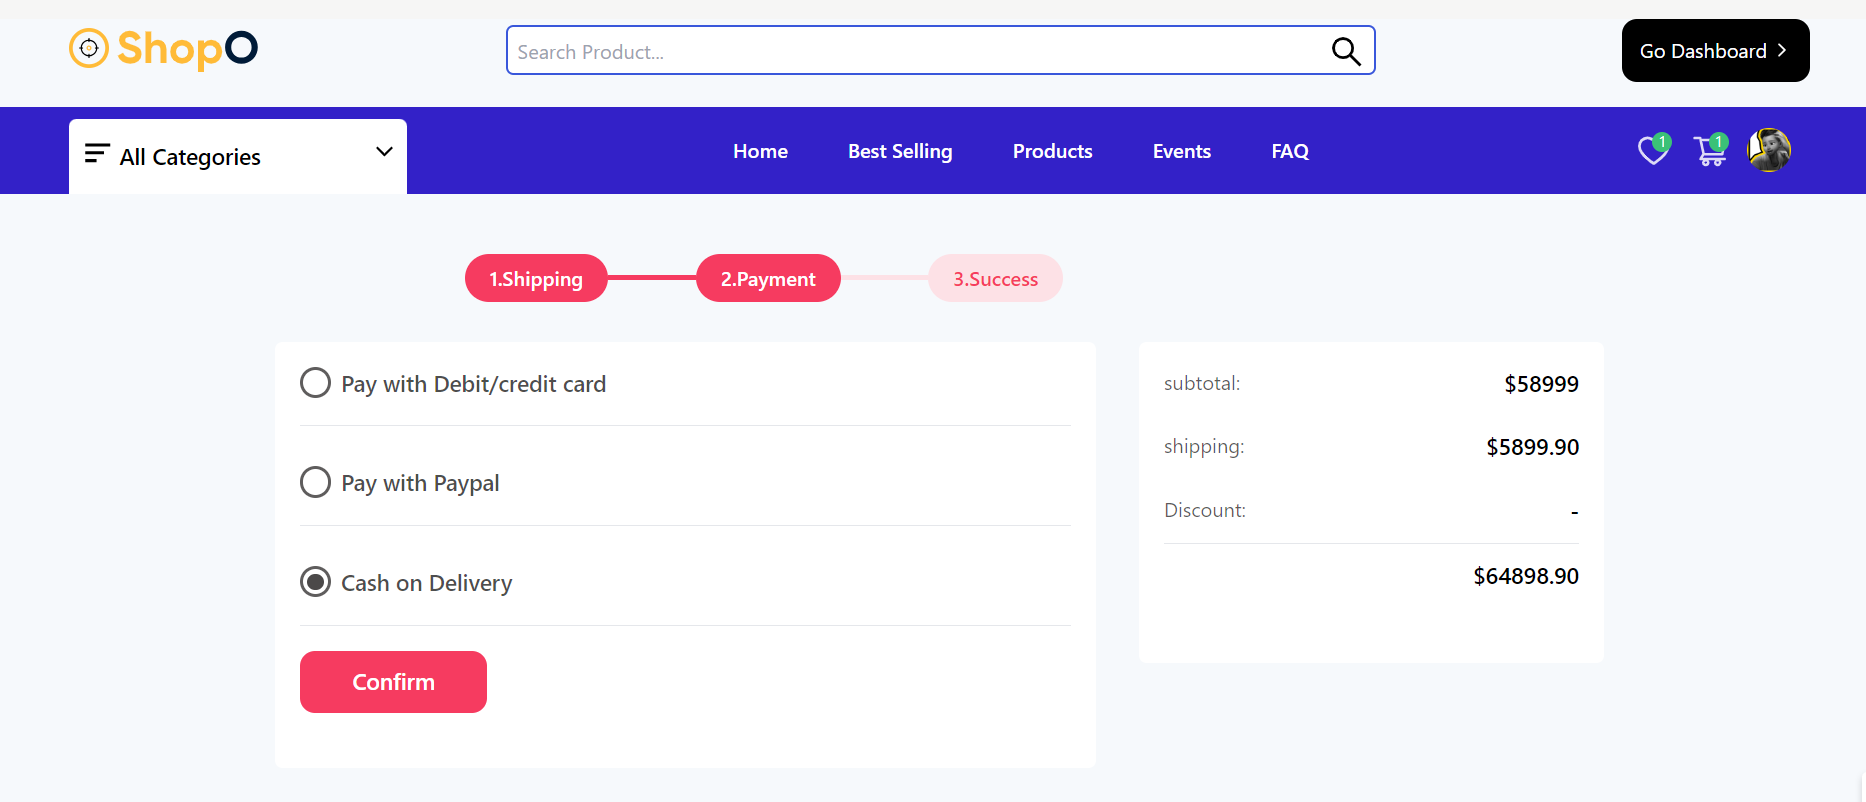 ShopO
Search Product...
Go Dashboard
All Categories
Home
Best Selling
Products
Events
FAQ
1
1
1.Shipping
2.Payment
3.Success
Pay with Debit/credit card
Pay with Paypal
Cash on Delivery
Confirm
subtotal: $58999
shipping: $5899.90
Discount: -
$64898.90